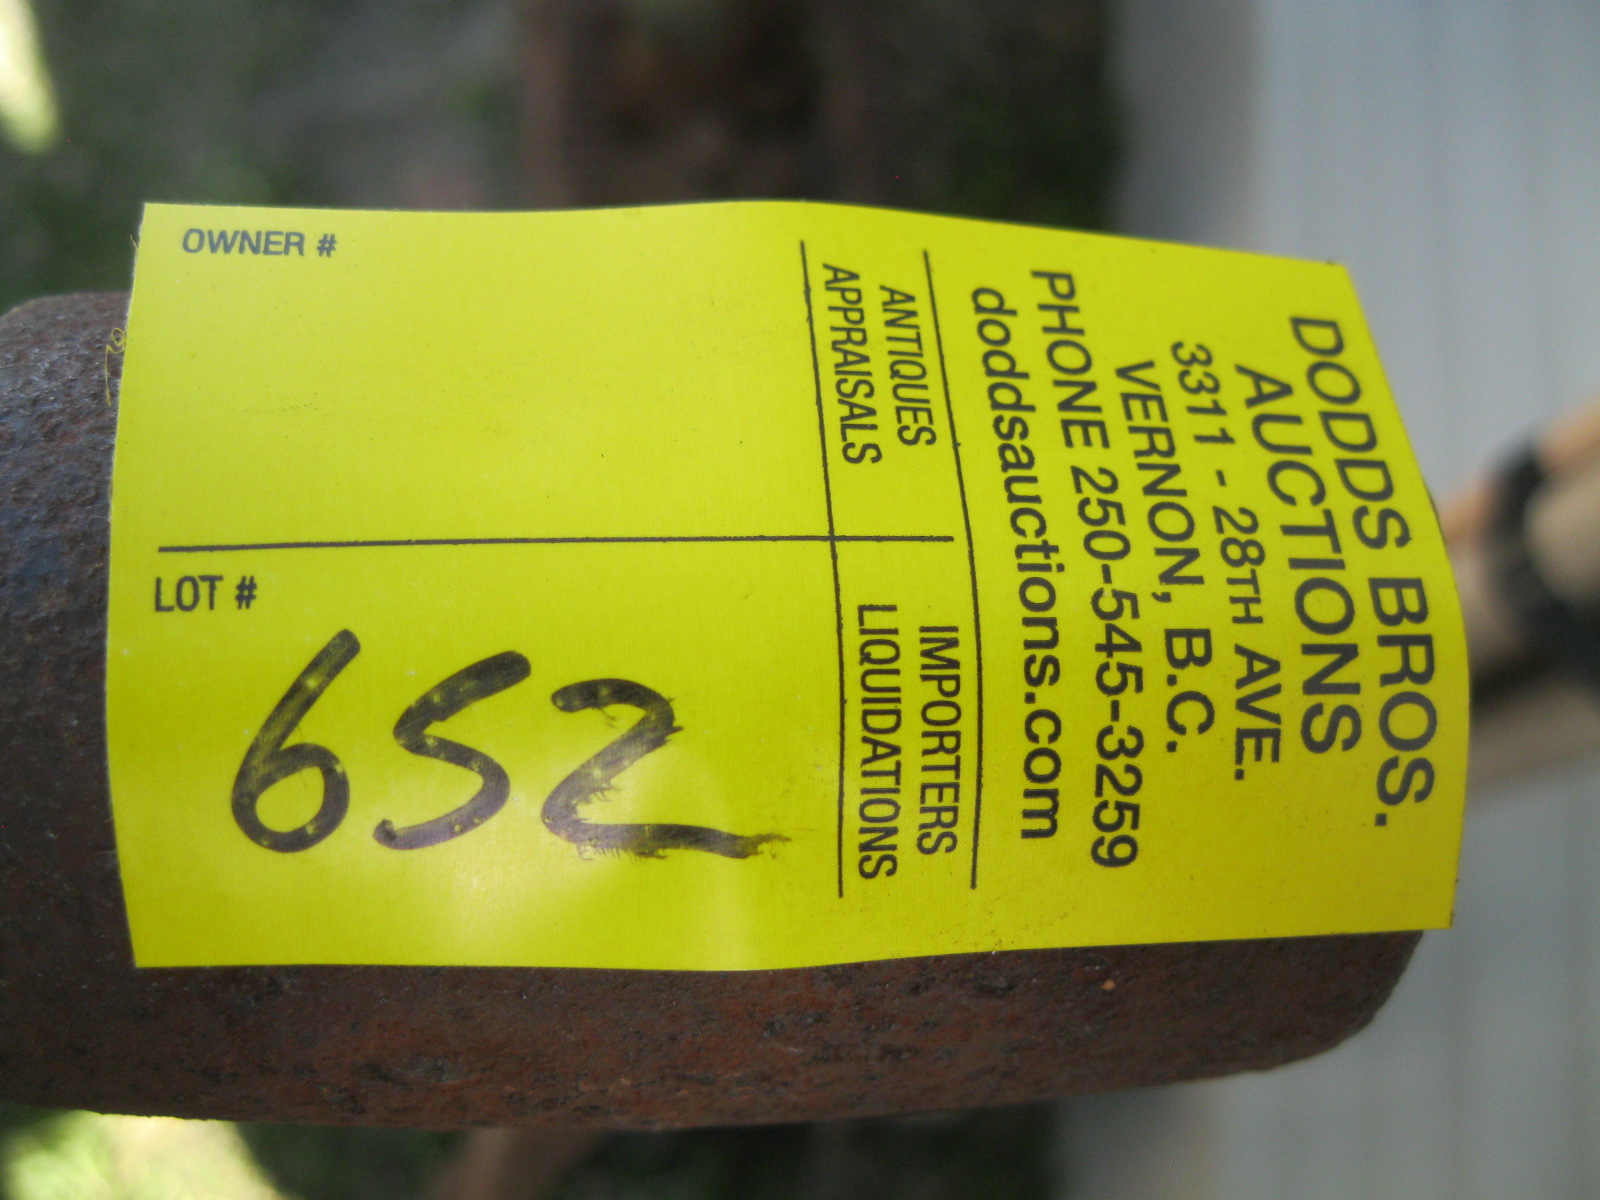 DODDS BROS.
AUCTIONS
3311 - 28TH AVE.
VERNON, B.C.
PHONE 250-545-3259
doddsauctions.com
ANTIQUES
APPRAISALS
IMPORTERS
LIQUIDATIONS
OWNER #
LOT #
652